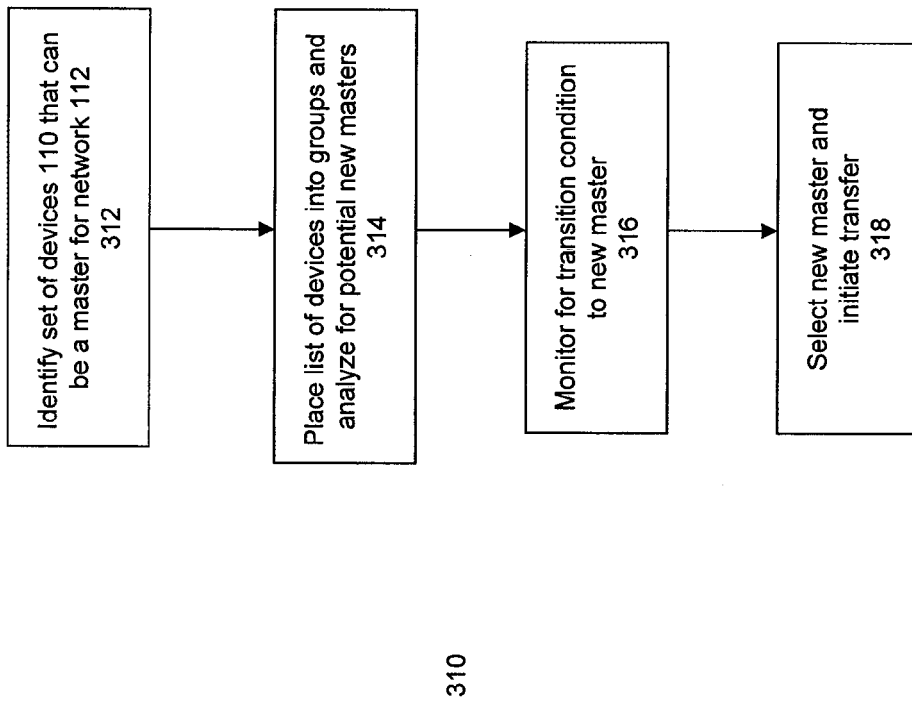 Identify set of devices 110 that can
be a master for network 112
312
Place list of devices into groups and
analyze for potential new masters
314
Monitor for transition condition
to new master
316
Select new master and
initiate transfer
318
310